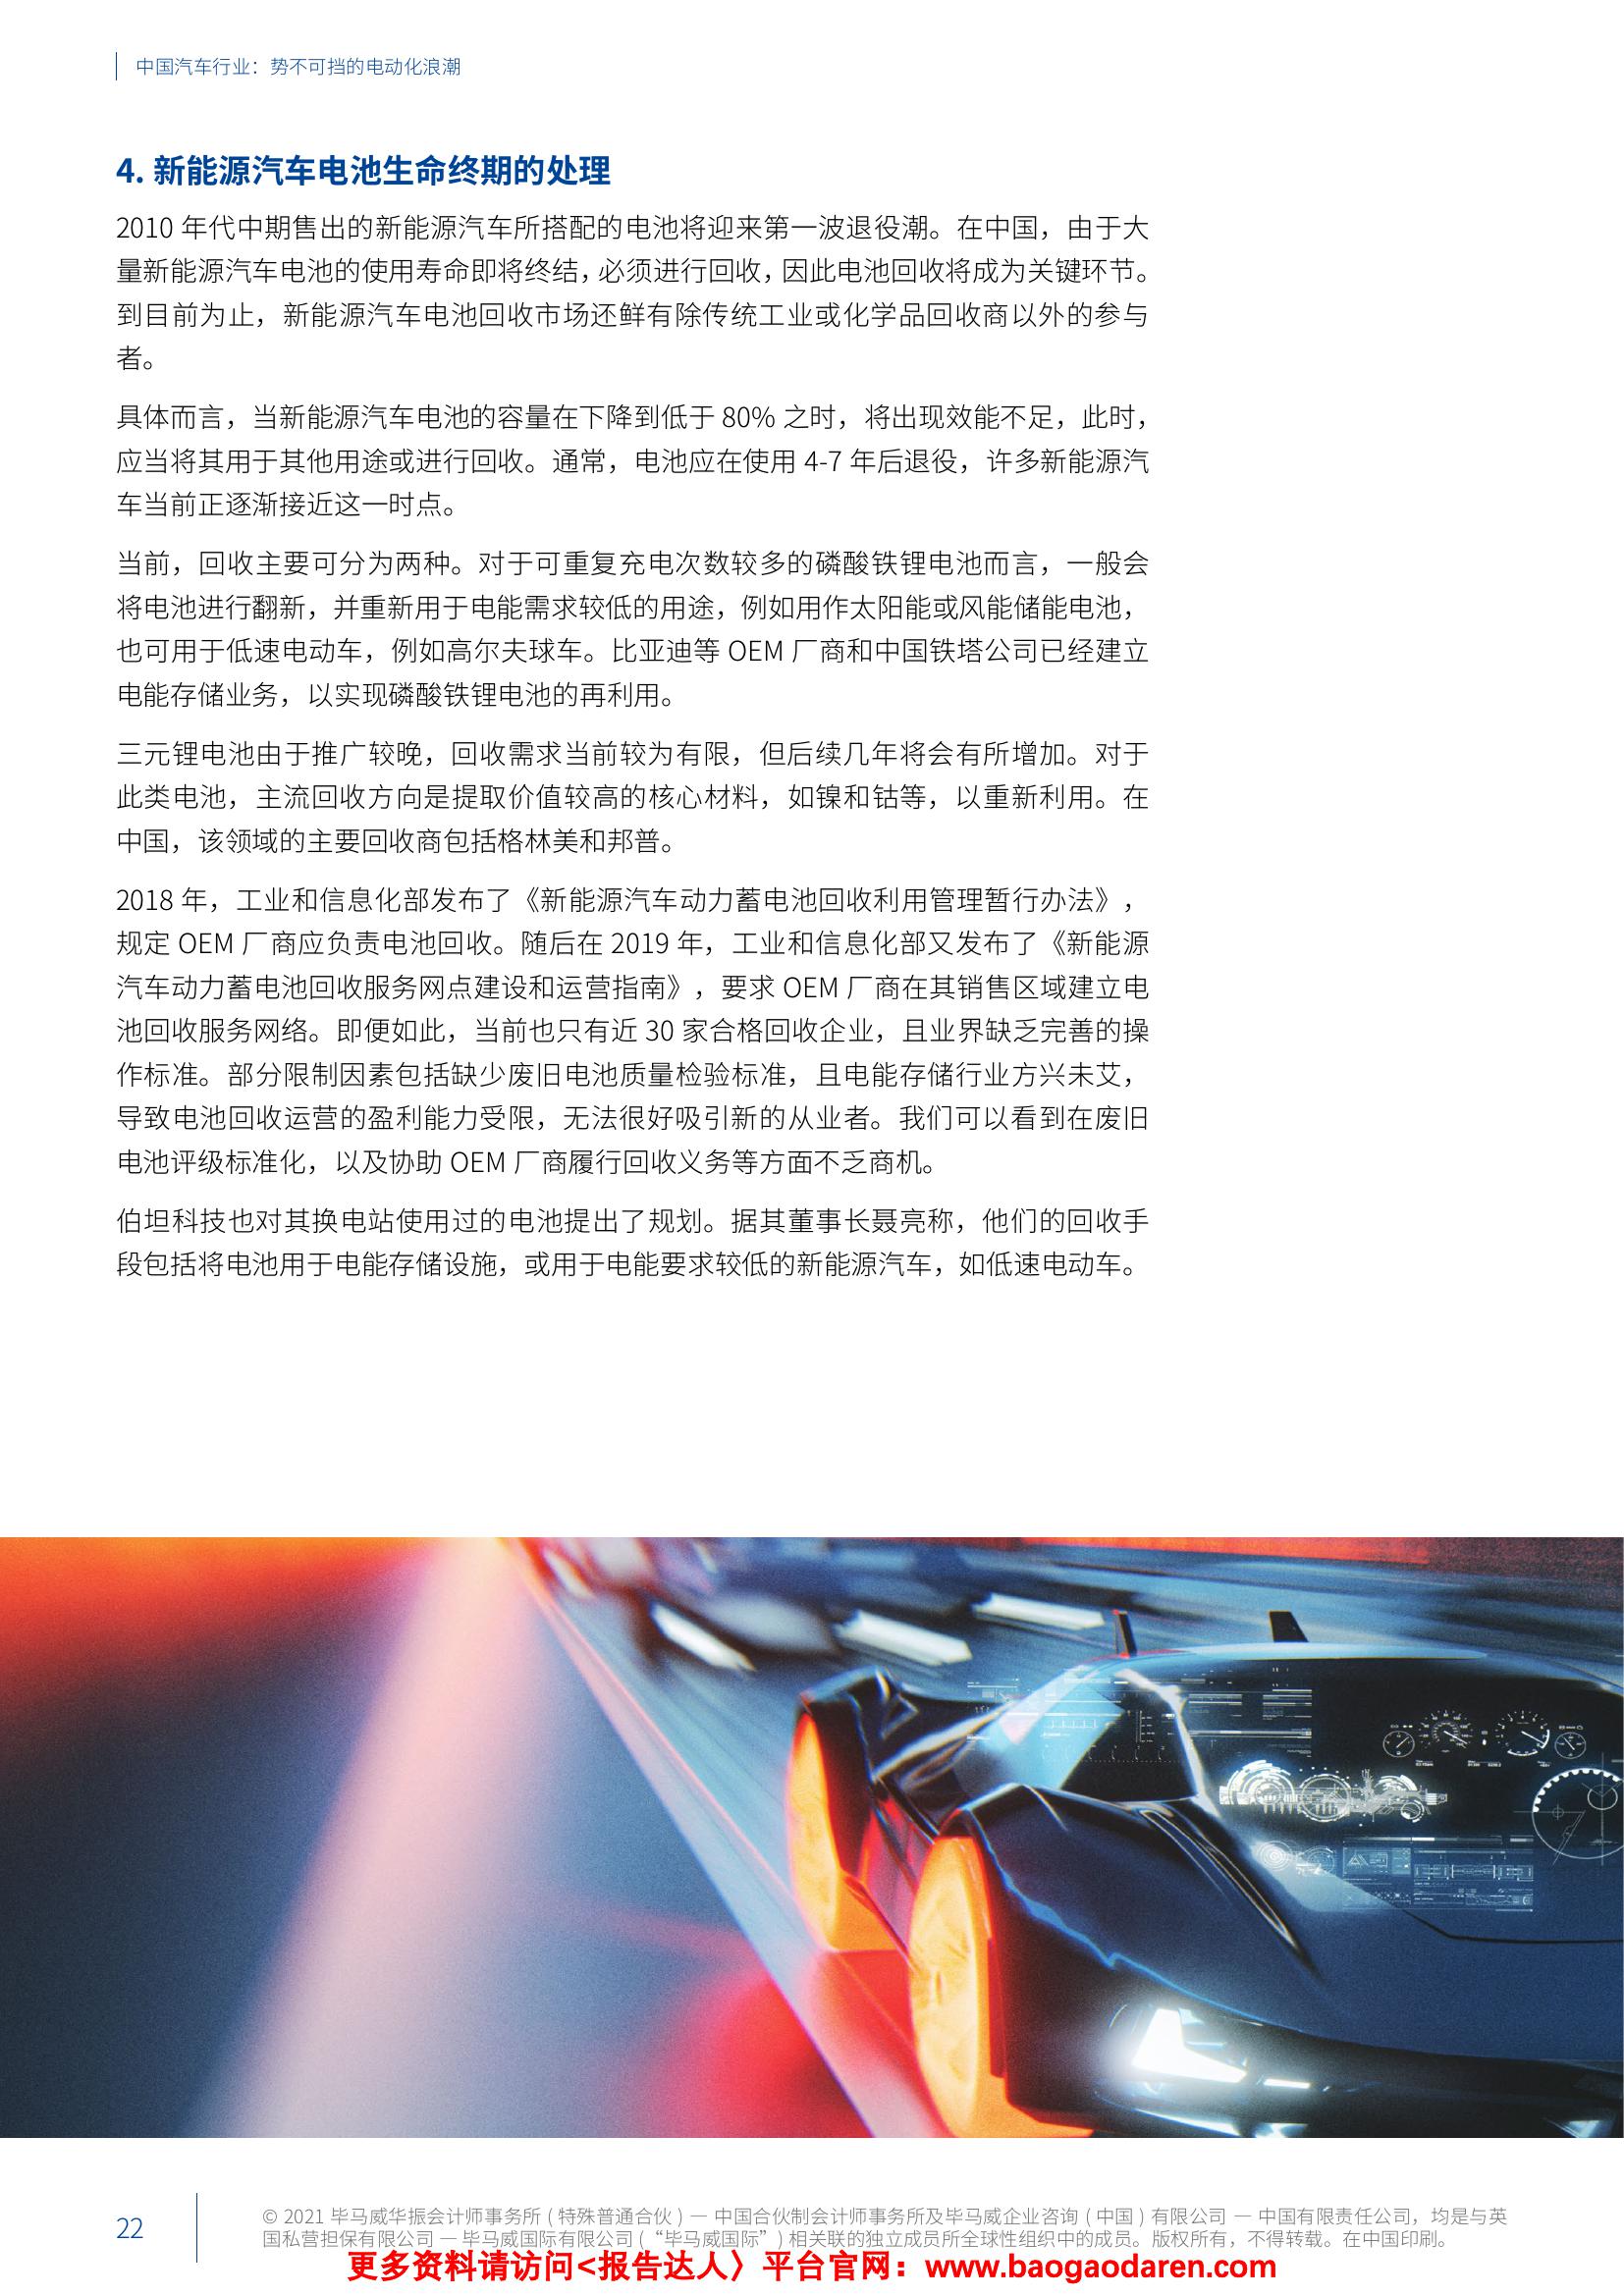 中国汽车行业：势不可挡的电动化浪潮
4. 新能源汽车电池生命终期的处理
2010 年代中期售出的新能源汽车所搭配的电池将迎来第一波退役潮。在中国，由于大
量新能源汽车电池的使用寿命即将终结，必须进行回收，因此电池回收将成为关键环节。
到目前为止，新能源汽车电池回收市场还鲜有除传统工业或化学品回收商以外的参与
者。
具体而言，当新能源汽车电池的容量在下降到低于 80% 之时，将出现效能不足，此时，
应当将其用于其他用途或进行回收。通常，电池应在使用 4-7 年后退役，许多新能源汽
车当前正逐渐接近这一时点。
当前，回收主要可分为两种。对于可重复充电次数较多的磷酸铁锂电池而言，一般会
将电池进行翻新，并重新用于电能需求较低的用途，例如用作太阳能或风能储能电池，
也可用于低速电动车，例如高尔夫球车。比亚迪等 OEM 厂商和中国铁塔公司已经建立
电能存储业务，以实现磷酸铁锂电池的再利用。
三元锂电池由于推广较晚，回收需求当前较为有限，但后续几年将会有所增加。对于
此类电池，主流回收方向是提取价值较高的核心材料，如镍和钴等，以重新利用。在
中国，该领域的主要回收商包括格林美和邦普。
2018 年，工业和信息化部发布了《新能源汽车动力蓄电池回收利用管理暂行办法》，
规定 OEM 厂商应负责电池回收。随后在 2019 年，工业和信息化部又发布了《新能源
汽车动力蓄电池回收服务网点建设和运营指南》，要求 OEM 厂商在其销售区域建立电
池回收服务网络。即便如此，当前也只有近 30 家合格回收企业，且业界缺乏完善的操
作标准。部分限制因素包括缺少废旧电池质量检验标准，且电能存储行业方兴未艾，
导致电池回收运营的盈利能力受限，无法很好吸引新的从业者。我们可以看到在废旧
电池评级标准化，以及协助 OEM 厂商履行回收义务等方面不乏商机。
伯坦科技也对其换电站使用过的电池提出了规划。据其董事长聂亮称，他们的回收手
段包括将电池用于电能存储设施，或用于电能要求较低的新能源汽车，如低速电动车。
22
© 2021 毕马威华振会计师事务所 ( 特殊普通合伙 ) — 中国合伙制会计师事务所及毕马威企业咨询 ( 中国 ) 有限公司 — 中国有限责任公司，均是与英
国私营担保有限公司 — 毕马威国际有限公司 (“毕马威国际”) 相关联的独立成员所全球性组织中的成员。版权所有，不得转载。在中国印刷。
更多资料请访问<报告达人〉平台官网：www.baogaodaren.com